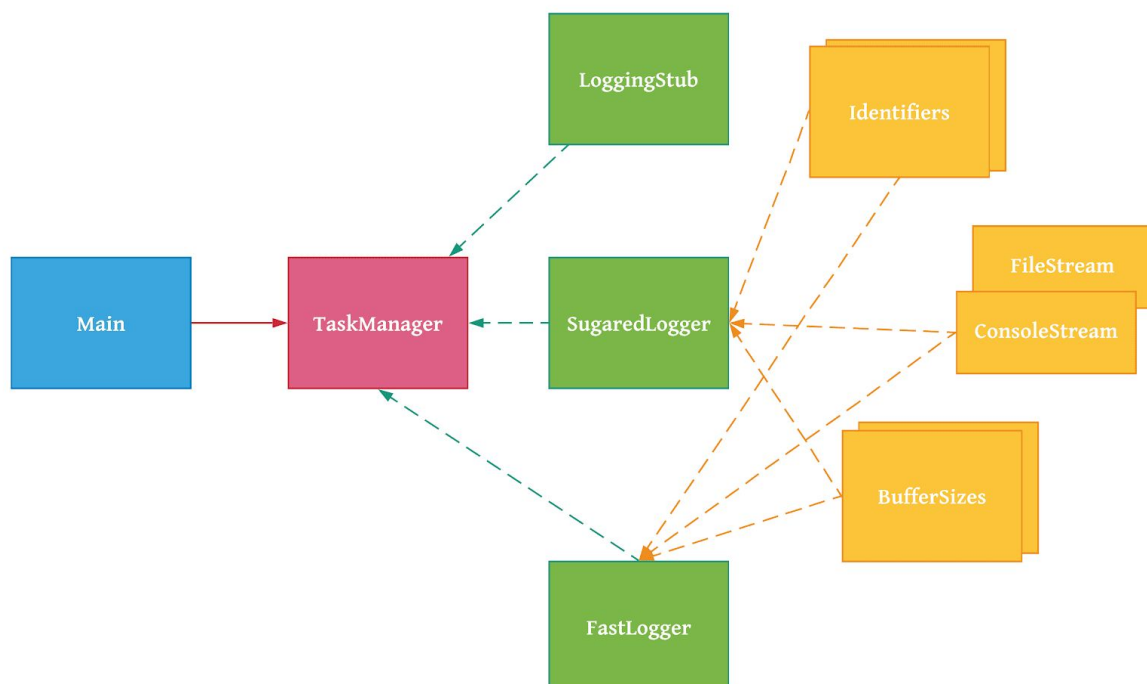 LoggingStub
Identifiers
FileStream
Main
TaskManager
SugaredLogger
ConsoleStream
BufferSizes
FastLogger